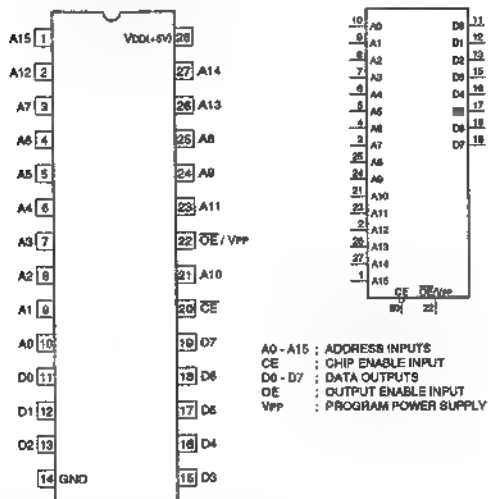 A15 1 VDD(+5V) 28
A12 2 27 A14
A7 3 26 A13
A6 4 25 A8
A5 5 24 A9
A4 6 23 A11
A3 7 22 OE / VPP
A2 8 21 A10
A1 9 20 CE
A0 10 19 D7
D0 11 18 D6
D1 12 17 D5
D2 13 16 D4
14 GND 15 D3
10 A0 D0 11
9 A1 D1 12
8 A2 D2 13
7 A3 D3 15
6 A4 D4 16
5 A5 17
4 A6 D6 18
3 A7 D7 19
25 A8
24 A9
21 A10
23 A11
2 A12
26 A13
27 A14
1 A15
CE OE/VPP
20 22
A0 - A15 : ADDRESS INPUTS
CE : CHIP ENABLE INPUT
D0 - D7 : DATA OUTPUTS
OE : OUTPUT ENABLE INPUT
VPP : PROGRAM POWER SUPPLY